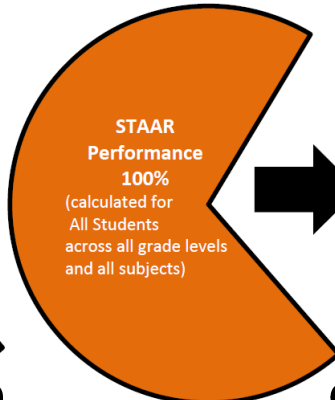 STAAR
Performance
100%
(calculated for
All Students
across all grade levels
and all subjects)